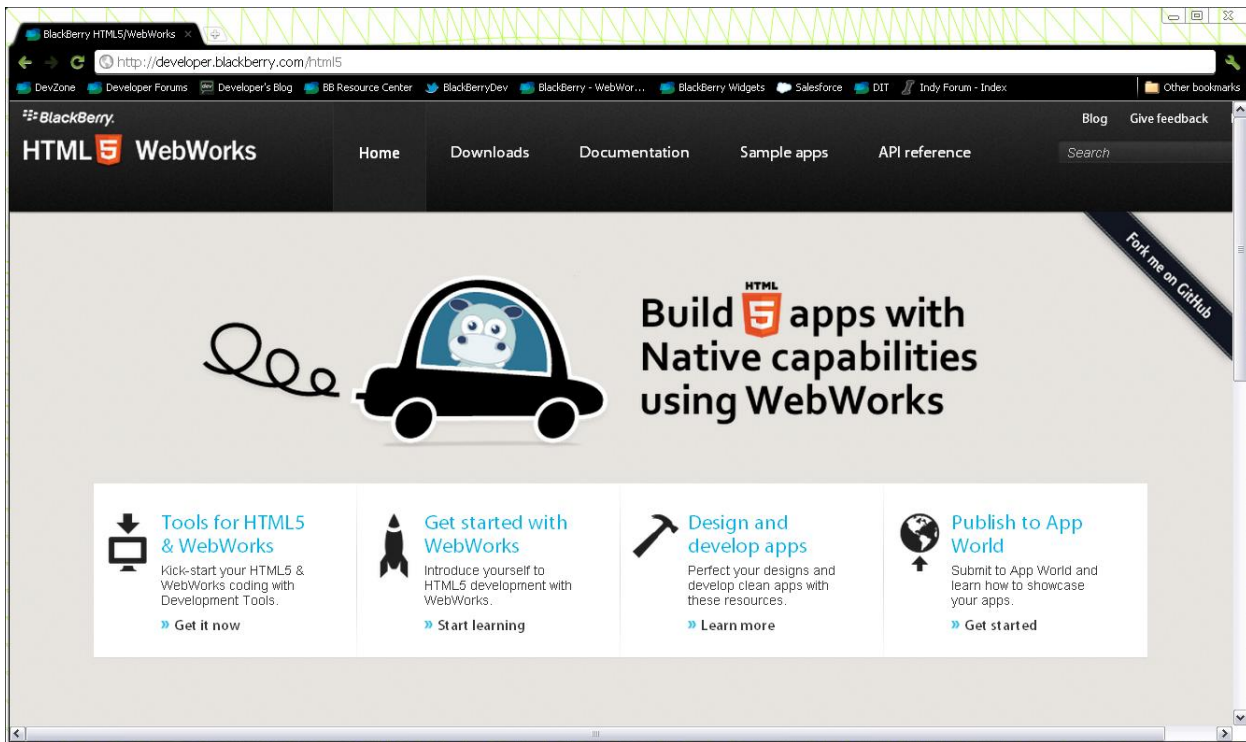 BlackBerry HTML5/WebWorks
http://developer.blackberry.com/html5
DevZone Developer Forums Developer's Blog BB Resource Center BlackBerryDev BlackBerry - WebWor... BlackBerry Widgets Salesforce DIT Indy Forum - Index Other bookmarks
BlackBerry.
Blog Give feedback
HTML 5 WebWorks
Home Downloads Documentation Sample apps API reference
Search
Fork me on GitHub
HTML
Build 5 apps with
Native capabilities
using WebWorks
Tools for HTML5
& WebWorks
Kick-start your HTML5 &
WebWorks coding with
Development Tools.
» Get it now
Get started with
WebWorks
Introduce yourself to
HTML5 development with
WebWorks.
» Start learning
Design and
develop apps
Perfect your designs and
develop clean apps with
these resources.
» Learn more
Publish to App
World
Submit to App World and
learn how to showcase
your apps.
» Get started